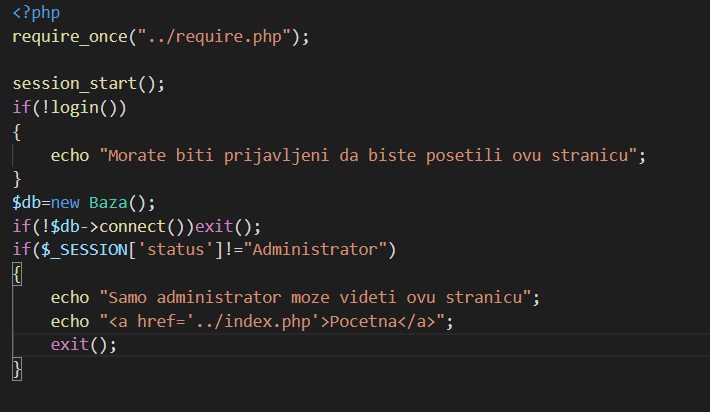 <?php
require_once("../require.php");
session_start();
if(!login())
{
    echo "Morate biti prijavljeni da biste posetili ovu stranicu";
}
$db=new Baza();
if(!$db->connect())exit();
if($_SESSION['status']!="Administrator")
{
    echo "Samo administrator moze videti ovu stranicu";
    echo "<a href='../index.php'>Pocetna</a>";
    exit();
}